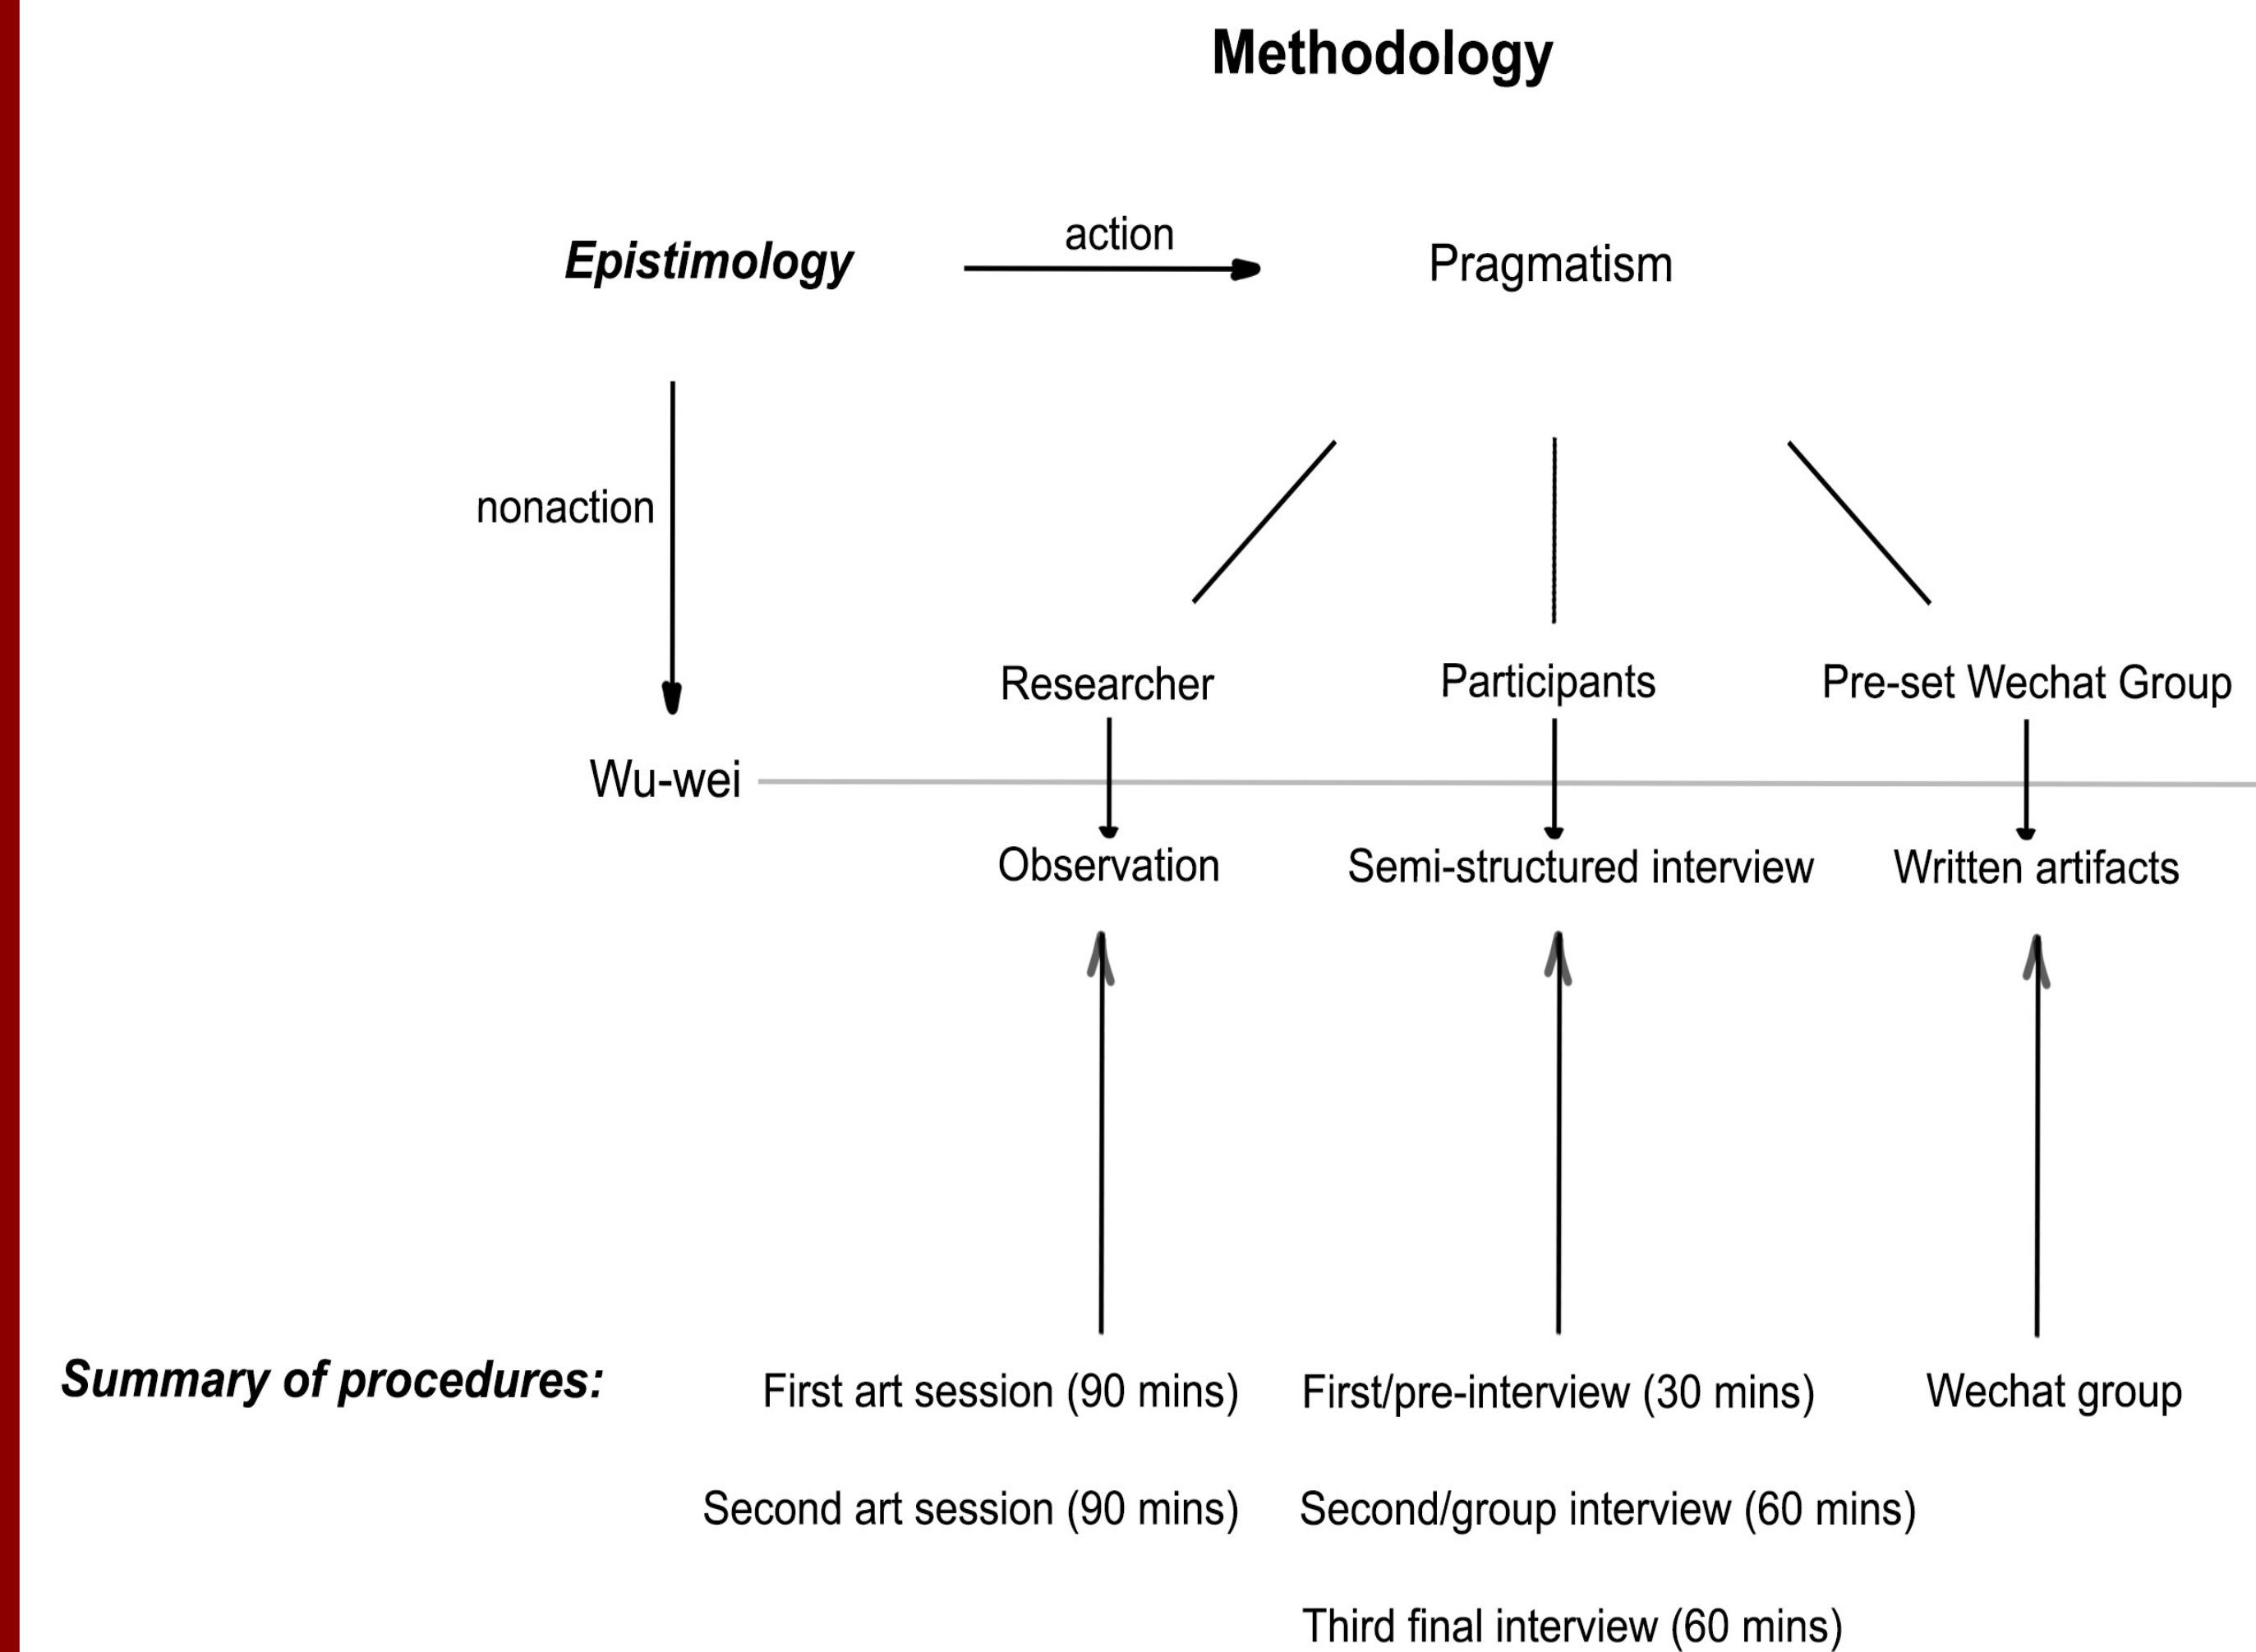 Methodology
Epistimology
action
Pragmatism
nonaction
Researcher
Participants
Pre-set Wechat Group
Wu-wei
Observation
Semi-structured interview
Written artifacts
Summary of procedures:
First art session (90 mins)
First/pre-interview (30 mins)
Wechat group
Second art session (90 mins)
Second/group interview (60 mins)
Third final interview (60 mins)